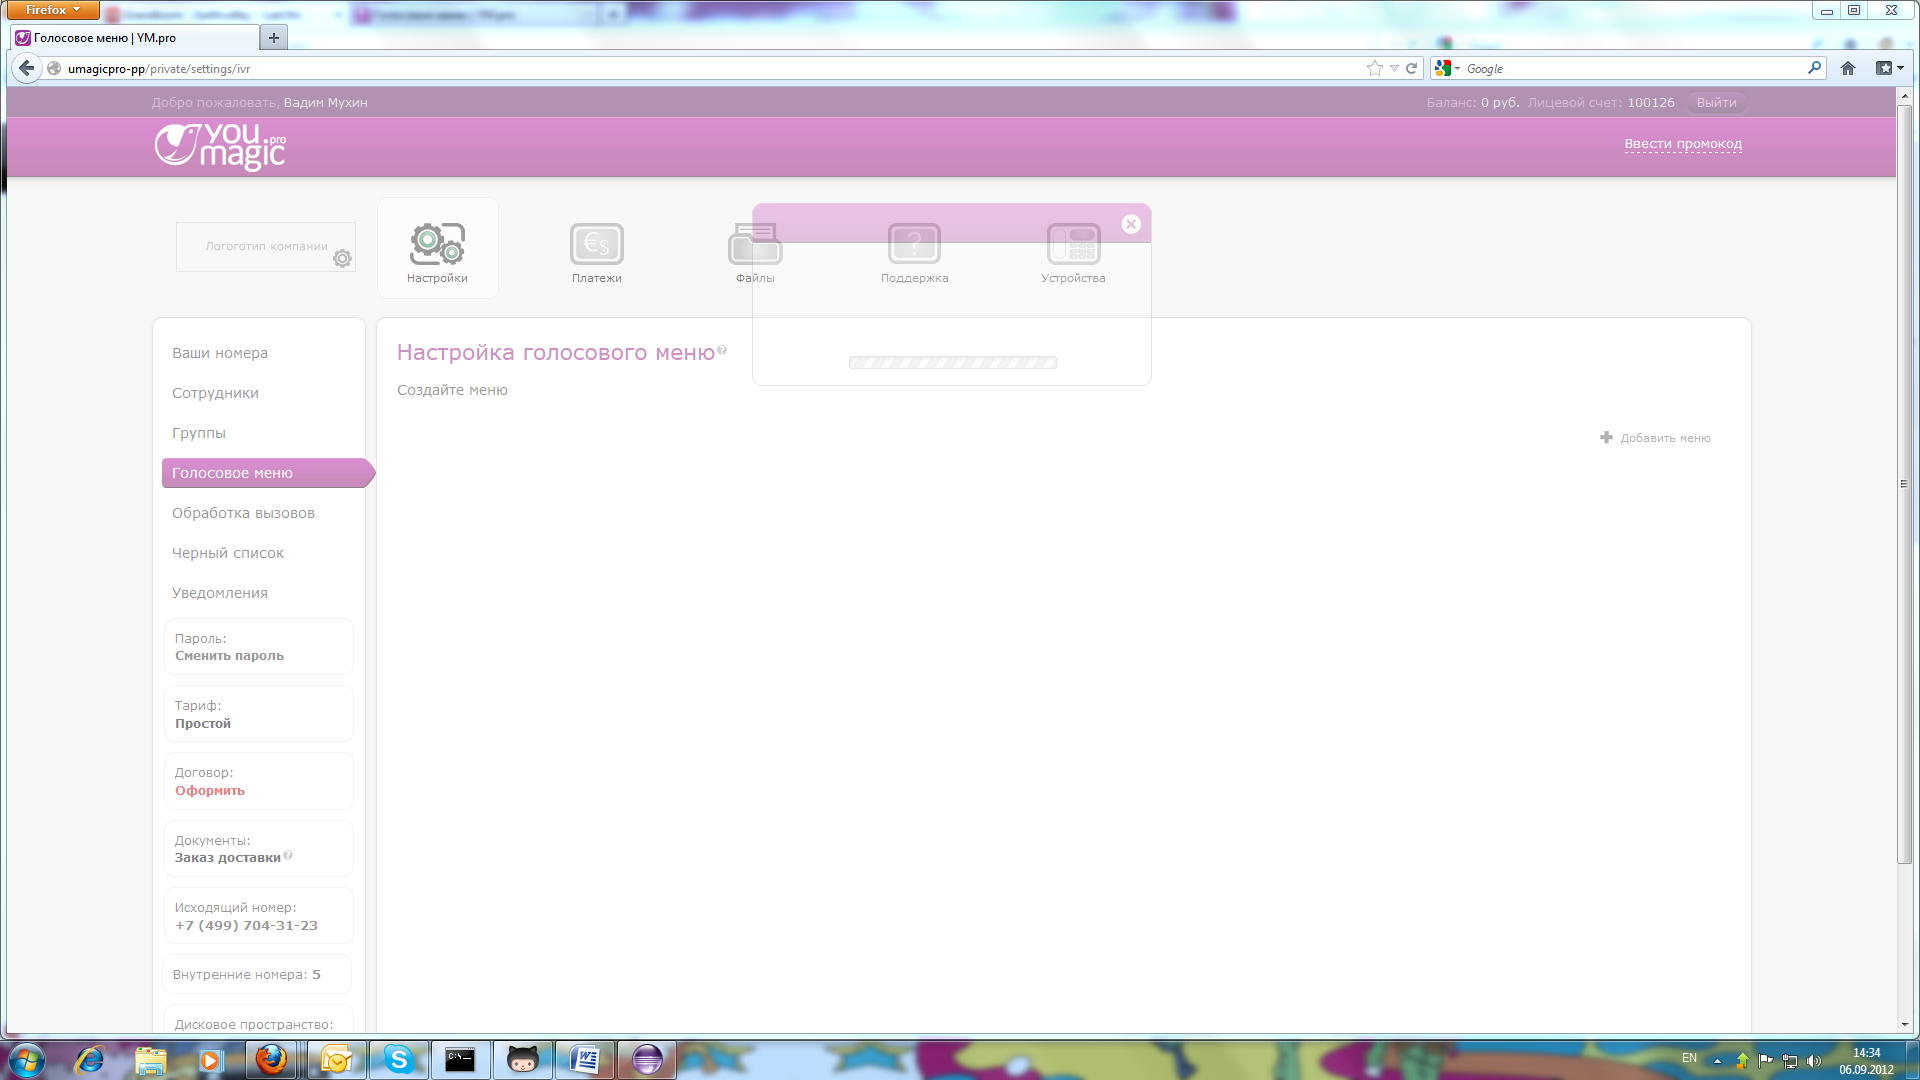 Firefox
Голосовое меню | YM.pro
umagicpro-pp/private/settings/ivr
Google
Добро пожаловать, Вадим Мухин
Баланс: 0 руб. Лицевой счет: 100126 Выйти
you magic pro
Ввести промокод
Логоготип компании
Настройки
Платежи
Файлы
Поддержка
Устройства
Ваши номера
Сотрудники
Группы
Голосовое меню
Обработка вызовов
Черный список
Уведомления
Пароль:
Сменить пароль
Тариф:
Простой
Договор:
Оформить
Документы:
Заказ доставки
Исходящий номер:
+7 (499) 704-31-23
Внутренние номера: 5
Дисковое пространство:
Настройка голосового меню
Создайте меню
Добавить меню
EN
14:34
06.09.2012